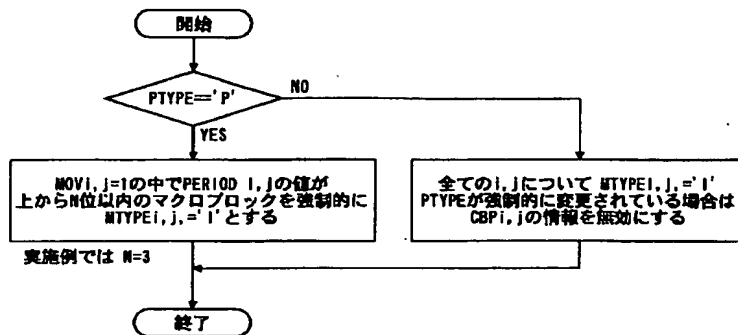 開始
PTYPE=='P'
NO
YES
MOVi,j=1の中でPERIOD i,jの値が
上からN位以内のマクロブロックを強制的に
MTYPEi,j,='I'とする
全てのi,jについて MTYPEi,j,='I'
PTYPEが強制的に変更されている場合は
CBPi,jの情報を無効にする
実施例では N=3
終了